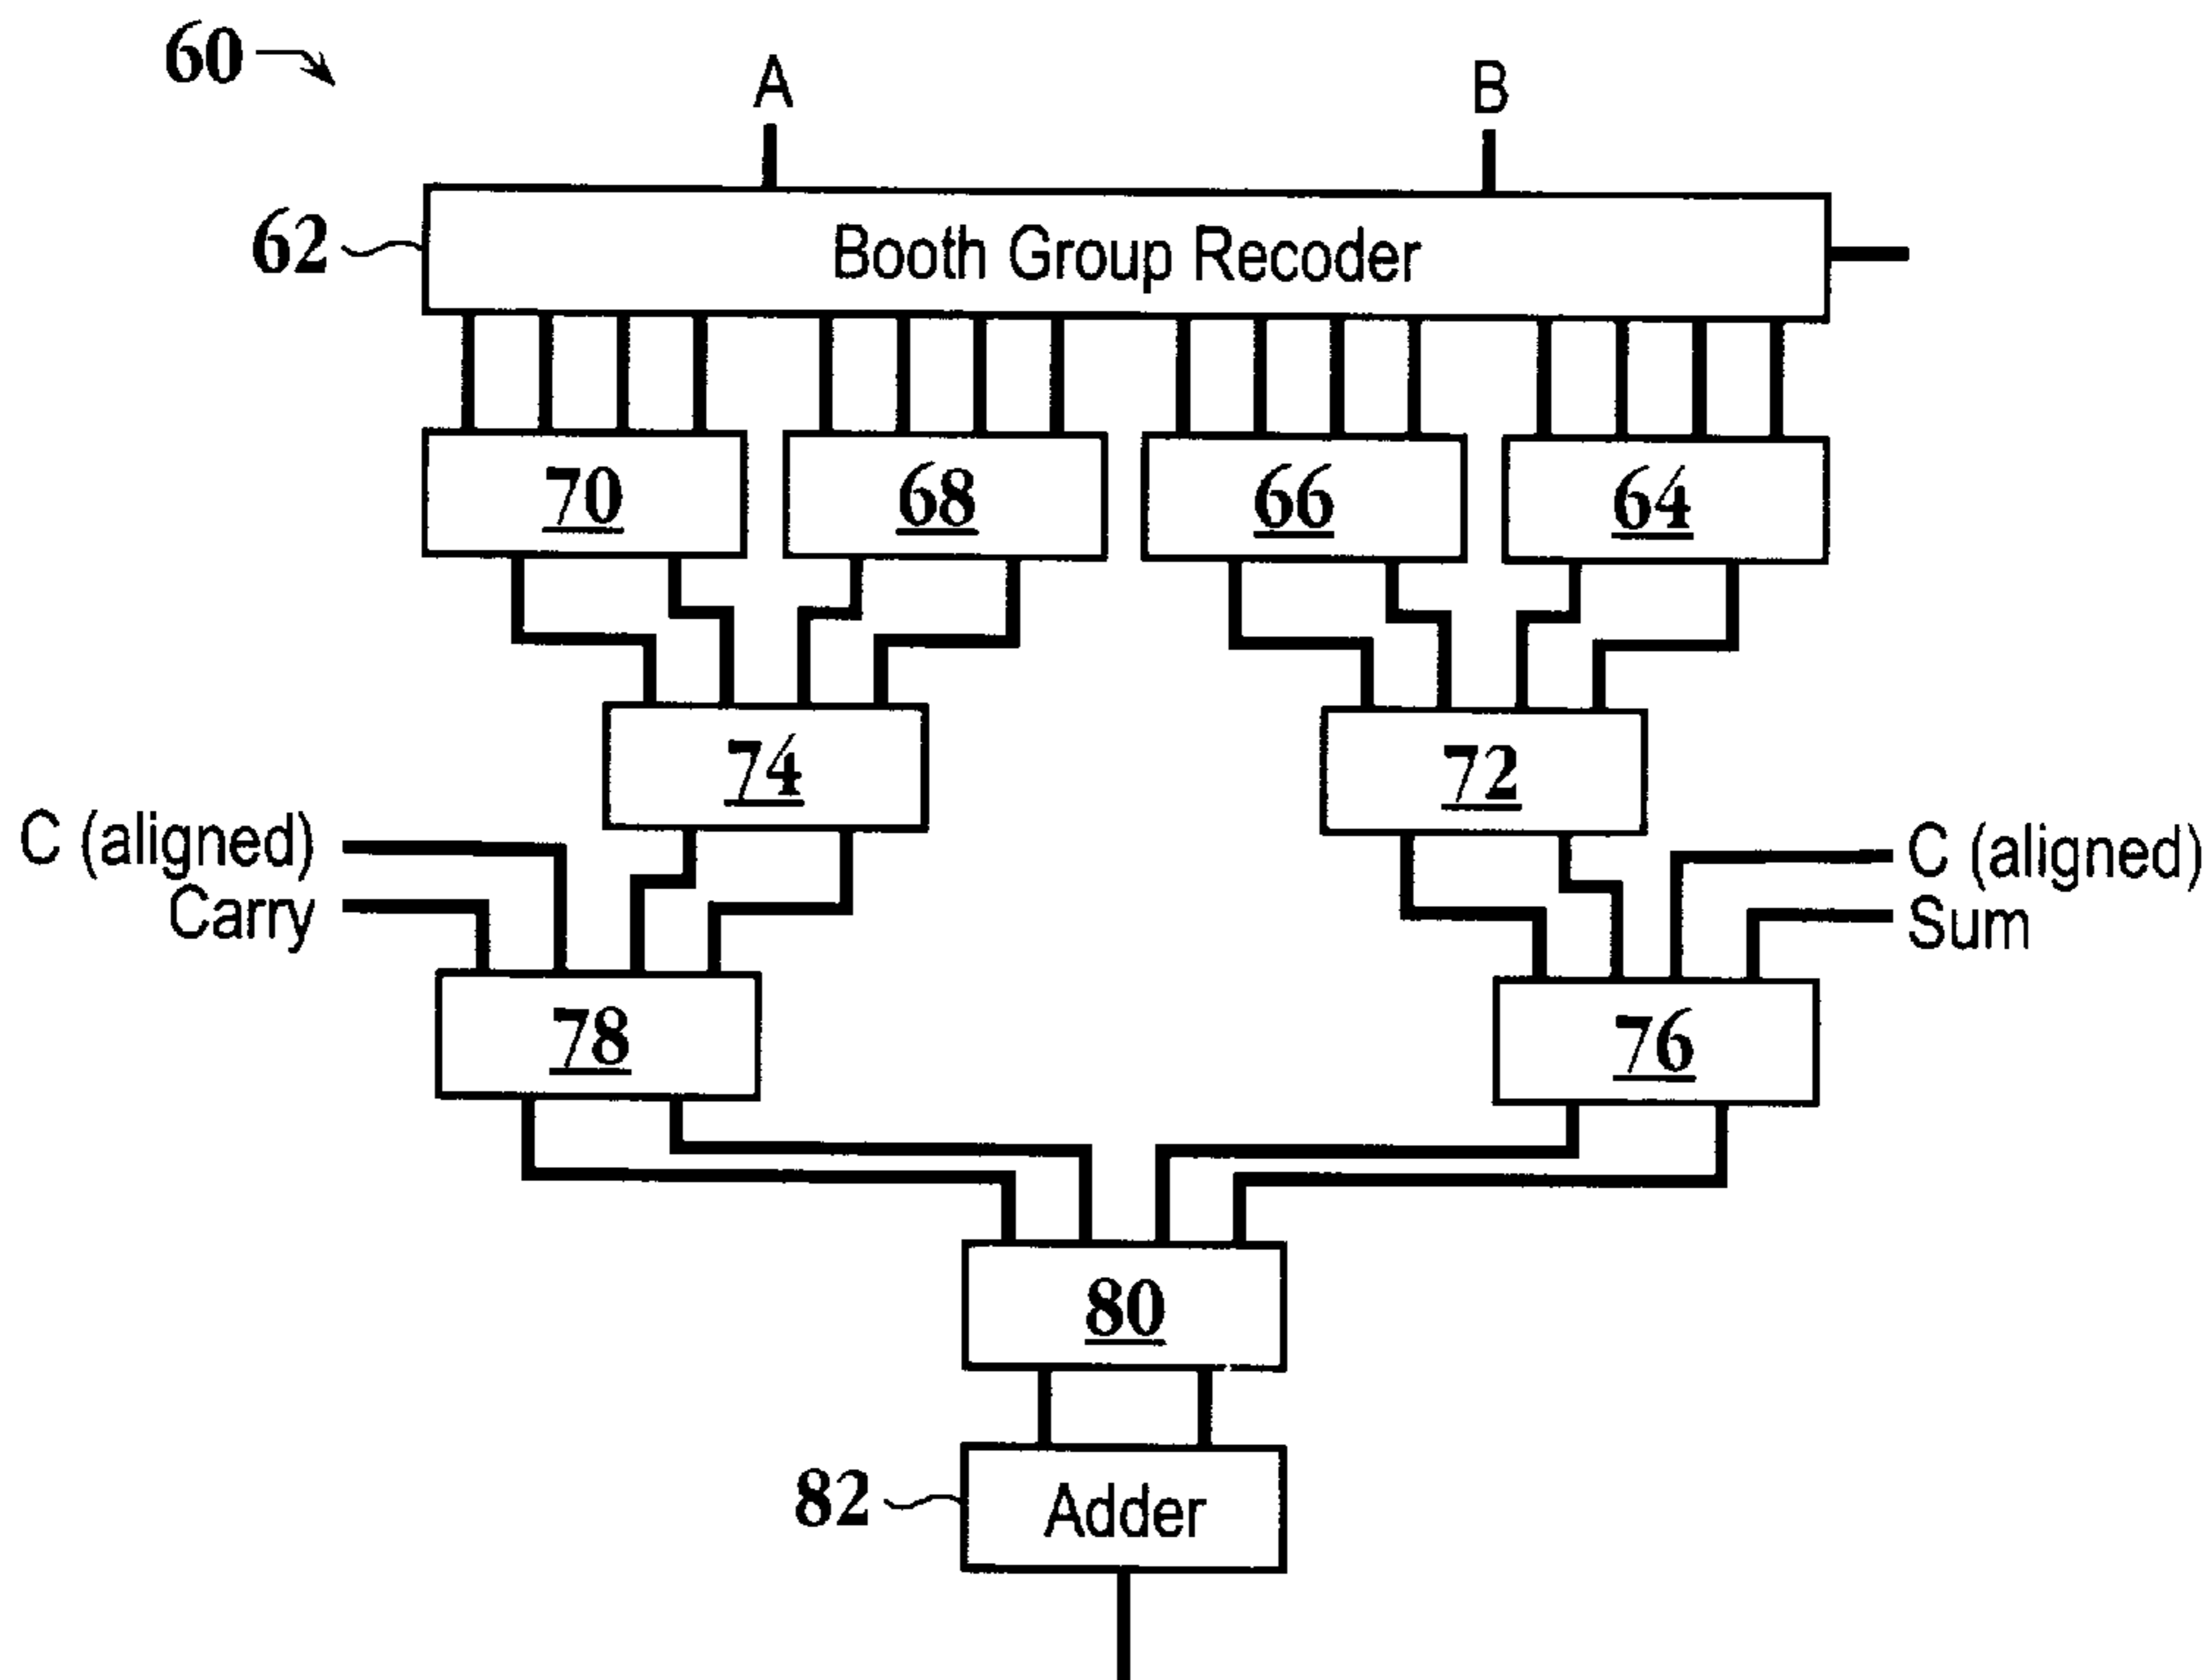 60
A
B
62
Booth Group Recoder
70
68
66
64
74
72
C (aligned)
Carry
C (aligned)
Sum
78
76
80
82
Adder